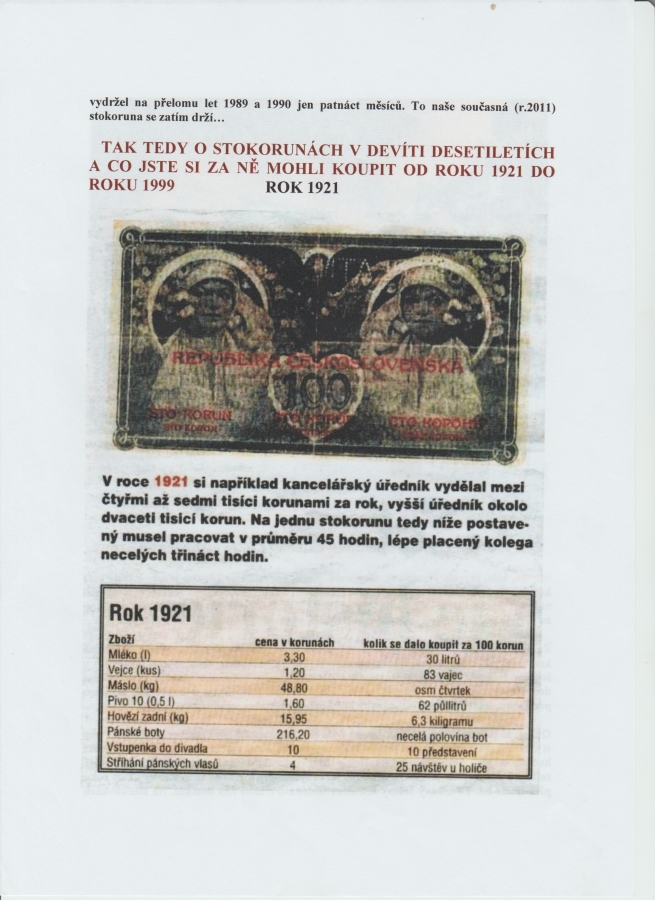 vydržel na přelomu let 1989 a 1990 jen patnáct měsíců. To naše současná (r.2011)
stokoruna se zatím drží…
TAK TEDY O STOKORUNÁCH V DEVÍTI DESETILETÍCH
A CO JSTE SI ZA NĚ MOHLI KOUPIT OD ROKU 1921 DO
ROKU 1999 ROK 1921
REPUBLIKA ČESKOSLOVENSKÁ
100
STO KORUN
V roce 1921 si například kancelářský úředník vydělal mezi
čtyřmi až sedmi tisíci korunami za rok, vyšší úředník okolo
dvaceti tisící korun. Na jednu stokorunu tedy níže postave-
ný musel pracovat v průměru 45 hodin, lépe placený kolega
necelých třináct hodin.
Rok 1921
Zboží cena v korunách kolik se dalo koupit za 100 korun
Mléko (l) 3,30 30 litrů
Vejce (kus) 1,20 83 vajec
Máslo (kg) 48,80 osm čtvrtek
Pivo 10 (0,5 l) 1,60 62 půllitrů
Hovězí zadní (kg) 15,95 6,3 kiligramu
Pánské boty 216,20 necelá polovina bot
Vstupenka do divadla 10 10 představení
Stříhání pánských vlasů 4 25 návštěv u holiče